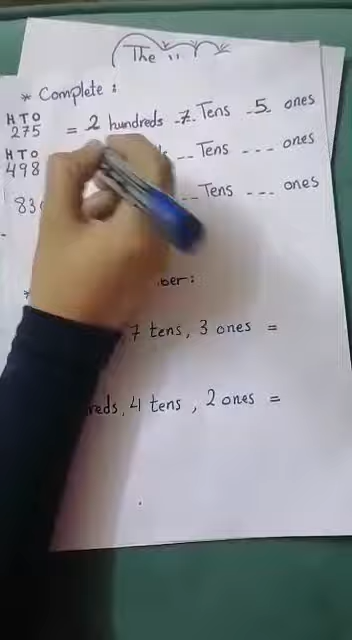 The
* Complete :
H T O
275 = 2 hundreds 7 Tens 5 ones
H T O
498 Tens ones
83 Tens ones
ber:
7 tens, 3 ones =
reds, 4 tens, 2 ones =